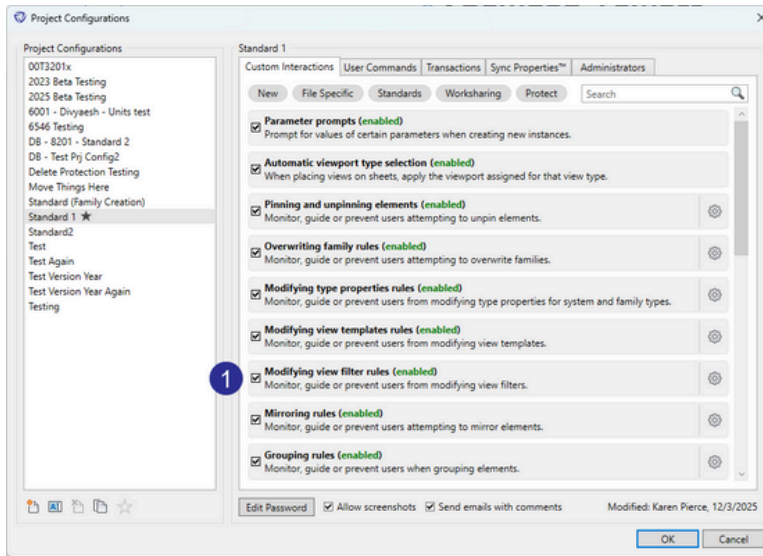 Project Configurations
Project Configurations
00T3201x
2023 Beta Testing
2025 Beta Testing
6001 - Divyaesh - Units test
6546 Testing
DB - 8201 - Standard 2
DB - Test Prj Config2
Delete Protection Testing
Move Things Here
Standard (Family Creation)
Standard 1 ★
Standard2
Test
Test Again
Test Version Year
Test Version Year Again
Testing
Standard 1
Custom Interactions User Commands Transactions Sync Properties™ Administrators
New File Specific Standards Worksharing Protect Search
Parameter prompts (enabled)
Prompt for values of certain parameters when creating new instances.
Automatic viewport type selection (enabled)
When placing views on sheets, apply the viewport assigned for that view type.
Pinning and unpinning elements (enabled)
Monitor, guide or prevent users attempting to unpin elements.
Overwriting family rules (enabled)
Monitor, guide or prevent users attempting to overwrite families.
Modifying type properties rules (enabled)
Monitor, guide or prevent users from modifying type properties for system and family types.
Modifying view templates rules (enabled)
Monitor, guide or prevent users from modifying view templates.
1
Modifying view filter rules (enabled)
Monitor, guide or prevent users from modifying view filters.
Mirroring rules (enabled)
Monitor, guide or prevent users attempting to mirror elements.
Grouping rules (enabled)
Monitor, guide or prevent users when grouping elements.
Edit Password Allow screenshots Send emails with comments Modified: Karen Pierce, 12/3/2025
OK Cancel